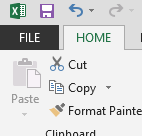 FILE HOME
Paste
Cut
Copy
Format Painte
Clipboard